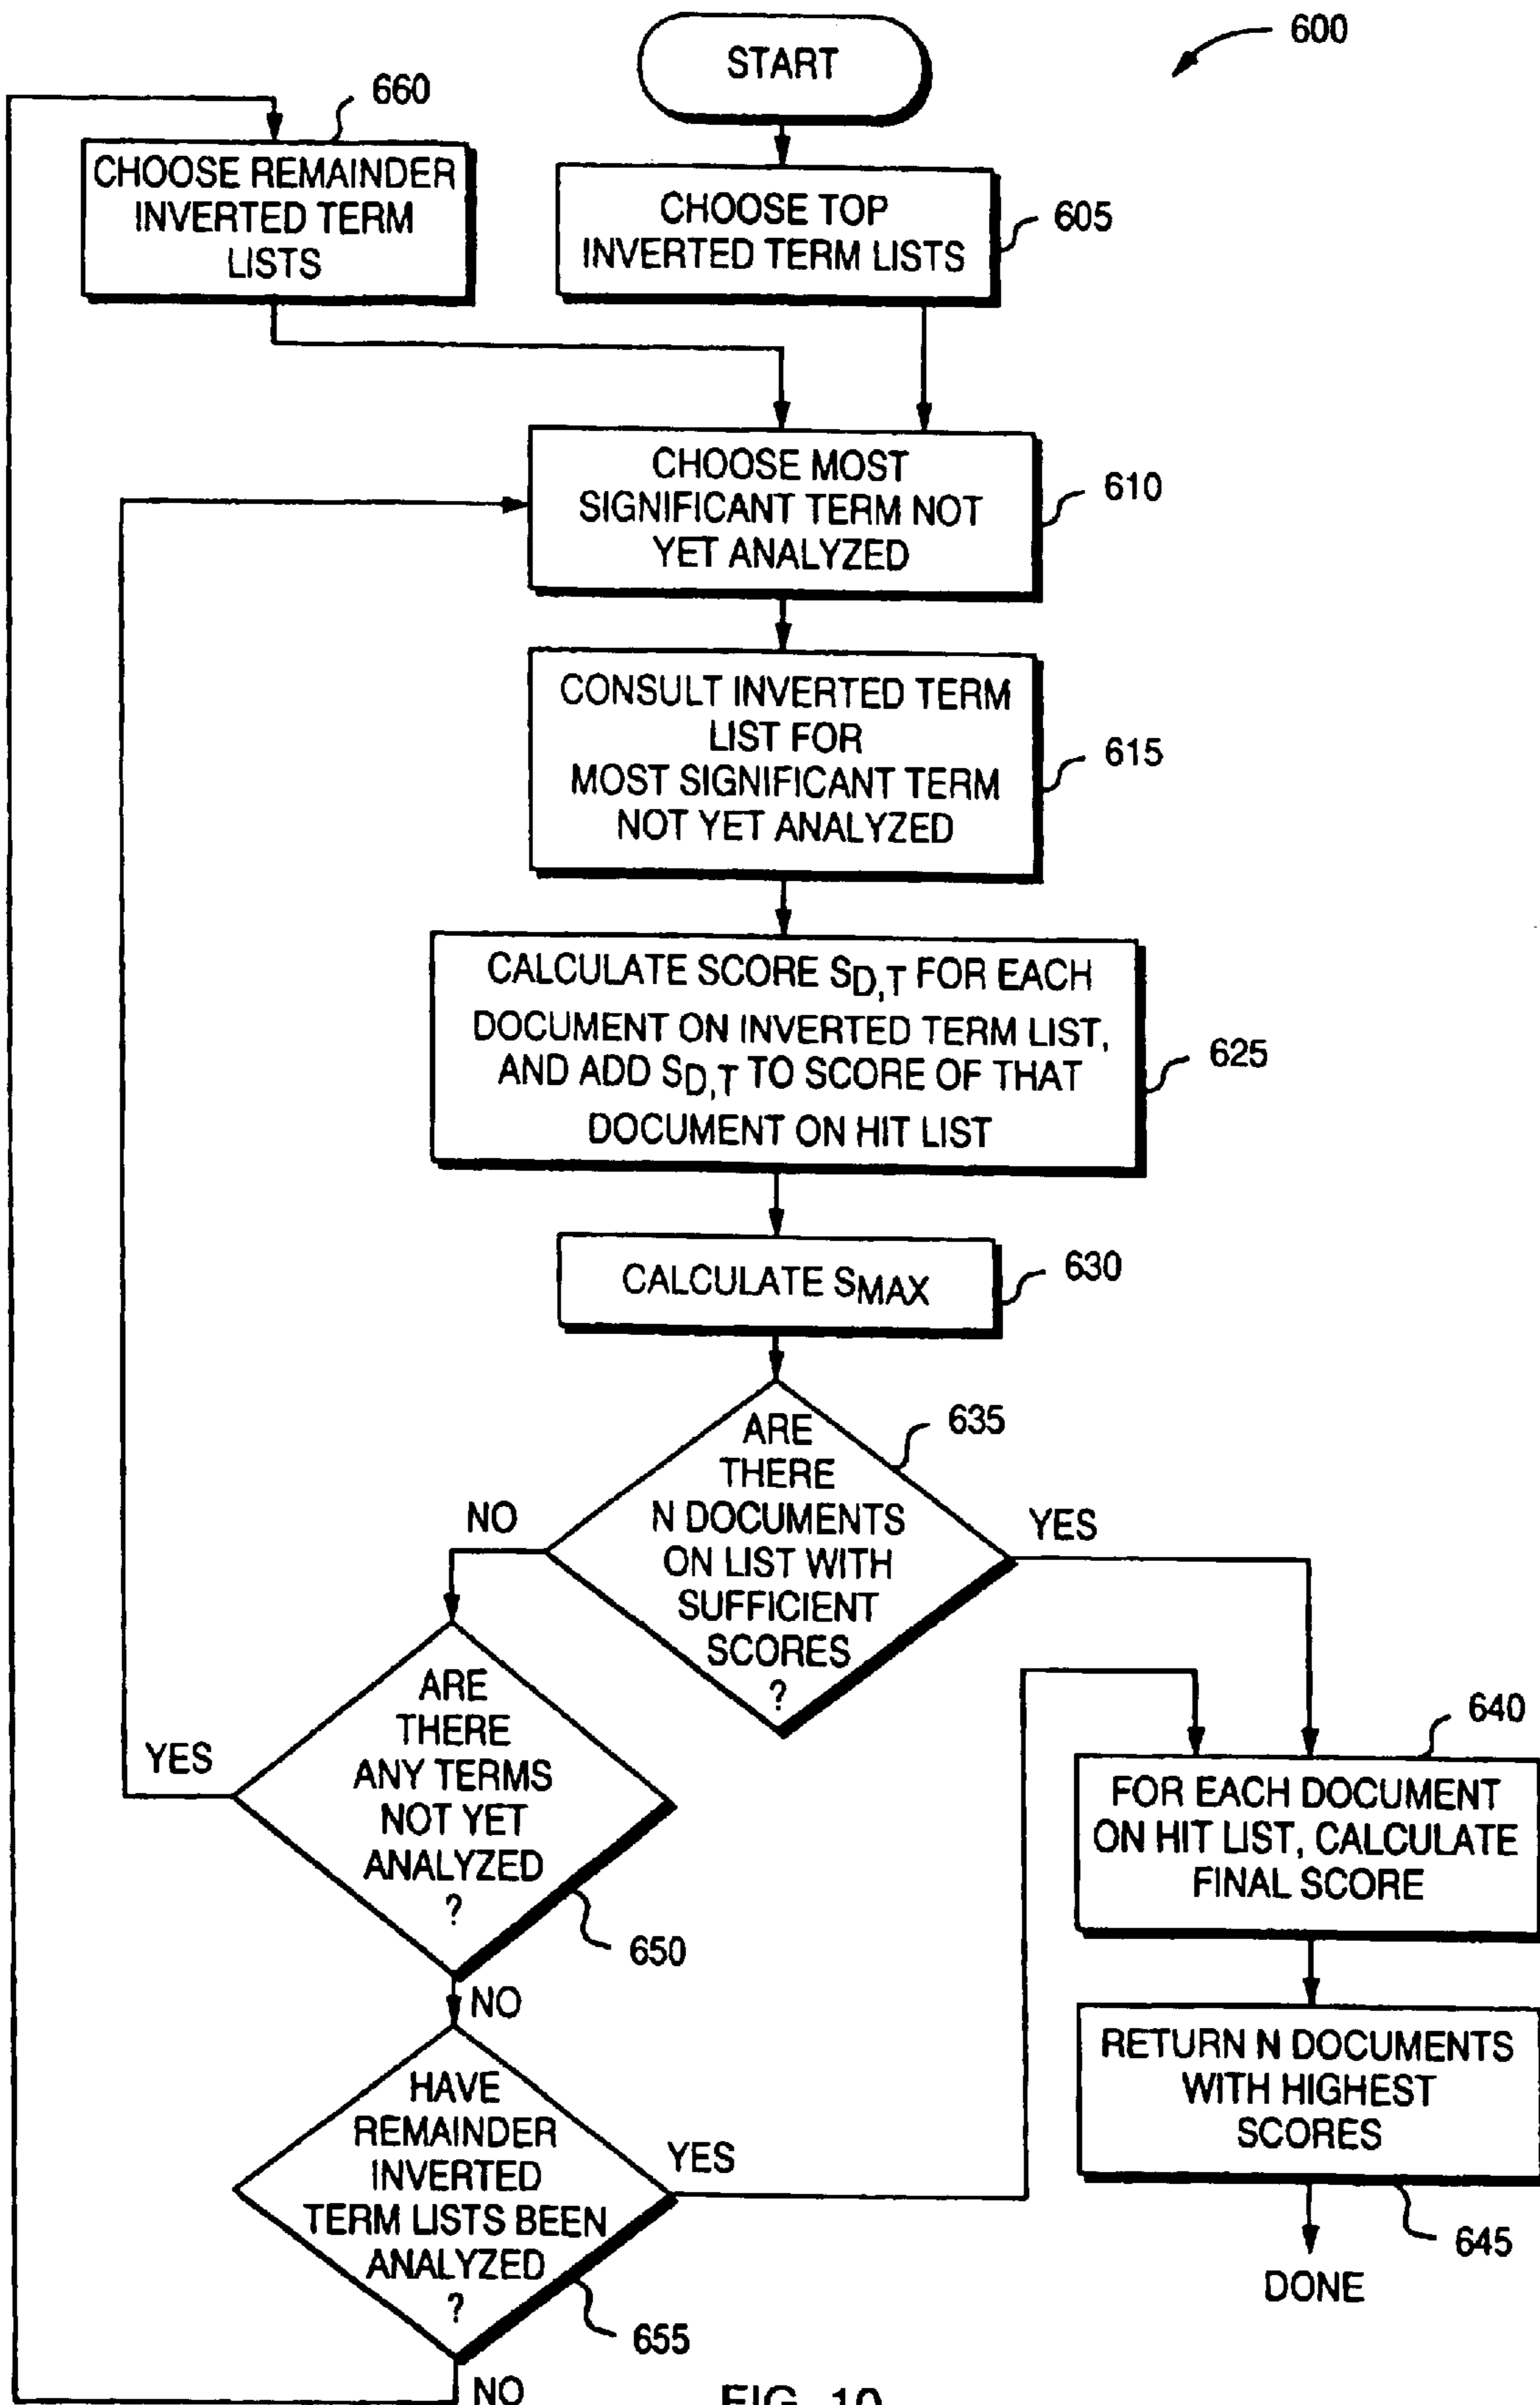 START
600
660
CHOOSE REMAINDER
INVERTED TERM
LISTS
CHOOSE TOP
INVERTED TERM LISTS
605
CHOOSE MOST
SIGNIFICANT TERM NOT
YET ANALYZED
610
CONSULT INVERTED TERM
LIST FOR
MOST SIGNIFICANT TERM
NOT YET ANALYZED
615
CALCULATE SCORE SD,T FOR EACH
DOCUMENT ON INVERTED TERM LIST,
AND ADD SD,T TO SCORE OF THAT
DOCUMENT ON HIT LIST
625
CALCULATE SMAX
630
ARE
THERE
N DOCUMENTS
ON LIST WITH
SUFFICIENT
SCORES
?
635
NO
YES
ARE
THERE
ANY TERMS
NOT YET
ANALYZED
?
YES
650
NO
640
FOR EACH DOCUMENT
ON HIT LIST, CALCULATE
FINAL SCORE
RETURN N DOCUMENTS
WITH HIGHEST
SCORES
645
DONE
HAVE
REMAINDER
INVERTED
TERM LISTS BEEN
ANALYZED
?
YES
655
NO
FIG. 10